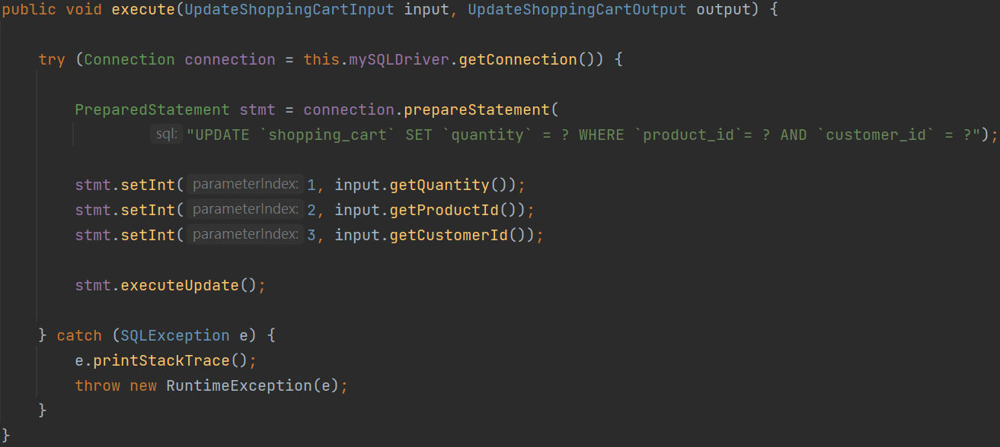 public void execute(UpdateShoppingCartInput input, UpdateShoppingCartOutput output) {
try (Connection connection = this.mySQLDriver.getConnection()) {
PreparedStatement stmt = connection.prepareStatement(
sql: "UPDATE `shopping_cart` SET `quantity` = ? WHERE `product_id`= ? AND `customer_id` = ?");
stmt.setInt( parameterIndex: 1, input.getQuantity());
stmt.setInt( parameterIndex: 2, input.getProductId());
stmt.setInt( parameterIndex: 3, input.getCustomerId());
stmt.executeUpdate();
} catch (SQLException e) {
e.printStackTrace();
throw new RuntimeException(e);
}
}